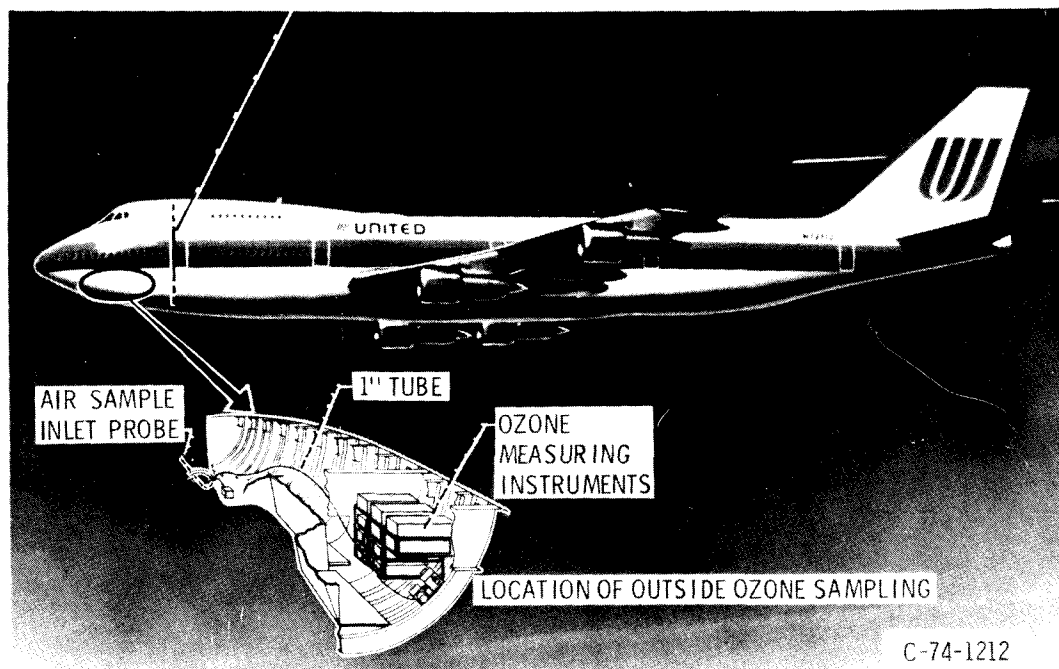 UNITED
AIR SAMPLE
INLET PROBE
1" TUBE
OZONE
MEASURING
INSTRUMENTS
LOCATION OF OUTSIDE OZONE SAMPLING
C-74-1212